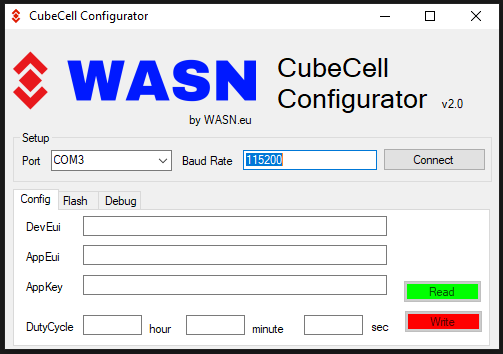 CubeCell Configurator
WASN
by WASN.eu
CubeCell
Configurator v2.0
Setup
Port COM3 Baud Rate 115200 Connect
Config Flash Debug
DevEui
AppEui
AppKey
Read
DutyCycle hour minute sec
Write